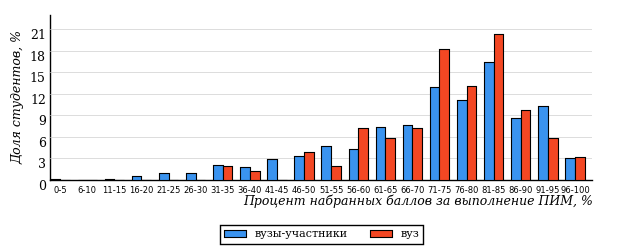 Доля студентов, %
21
18
15
12
9
6
3
0
0-5 6-10 11-15 16-20 21-25 26-30 31-35 36-40 41-45 46-50 51-55 56-60 61-65 66-70 71-75 76-80 81-85 86-90 91-95 96-100
Процент набранных баллов за выполнение ПИМ, %
вузы-участники вуз